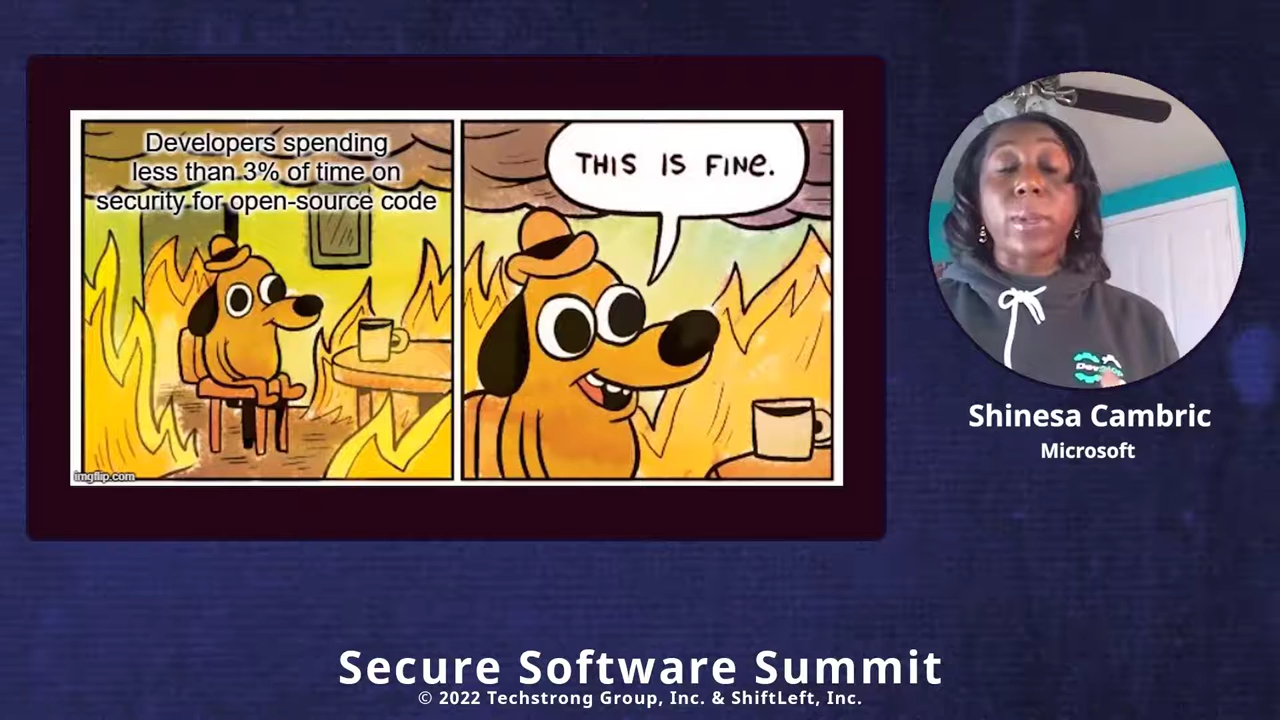 Developers spending
less than 3% of time on
security for open-source code
THIS IS FINE.
imgflip.com
Shinesa Cambric
Microsoft
Secure Software Summit
© 2022 Techstrong Group, Inc. & ShiftLeft, Inc.